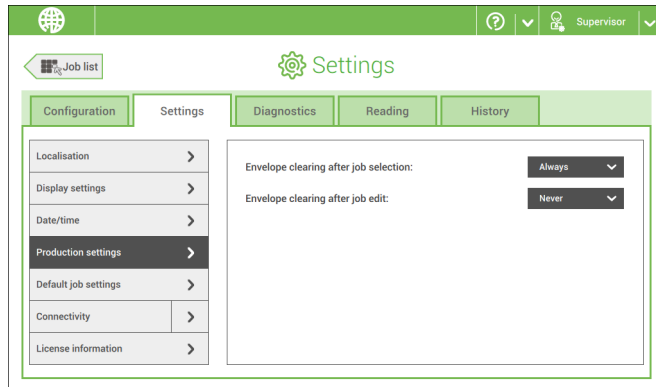 Supervisor
Job list
Settings
Configuration
Settings
Diagnostics
Reading
History
Localisation
Display settings
Date/time
Production settings
Default job settings
Connectivity
License information
Envelope clearing after job selection:
Always
Envelope clearing after job edit:
Never